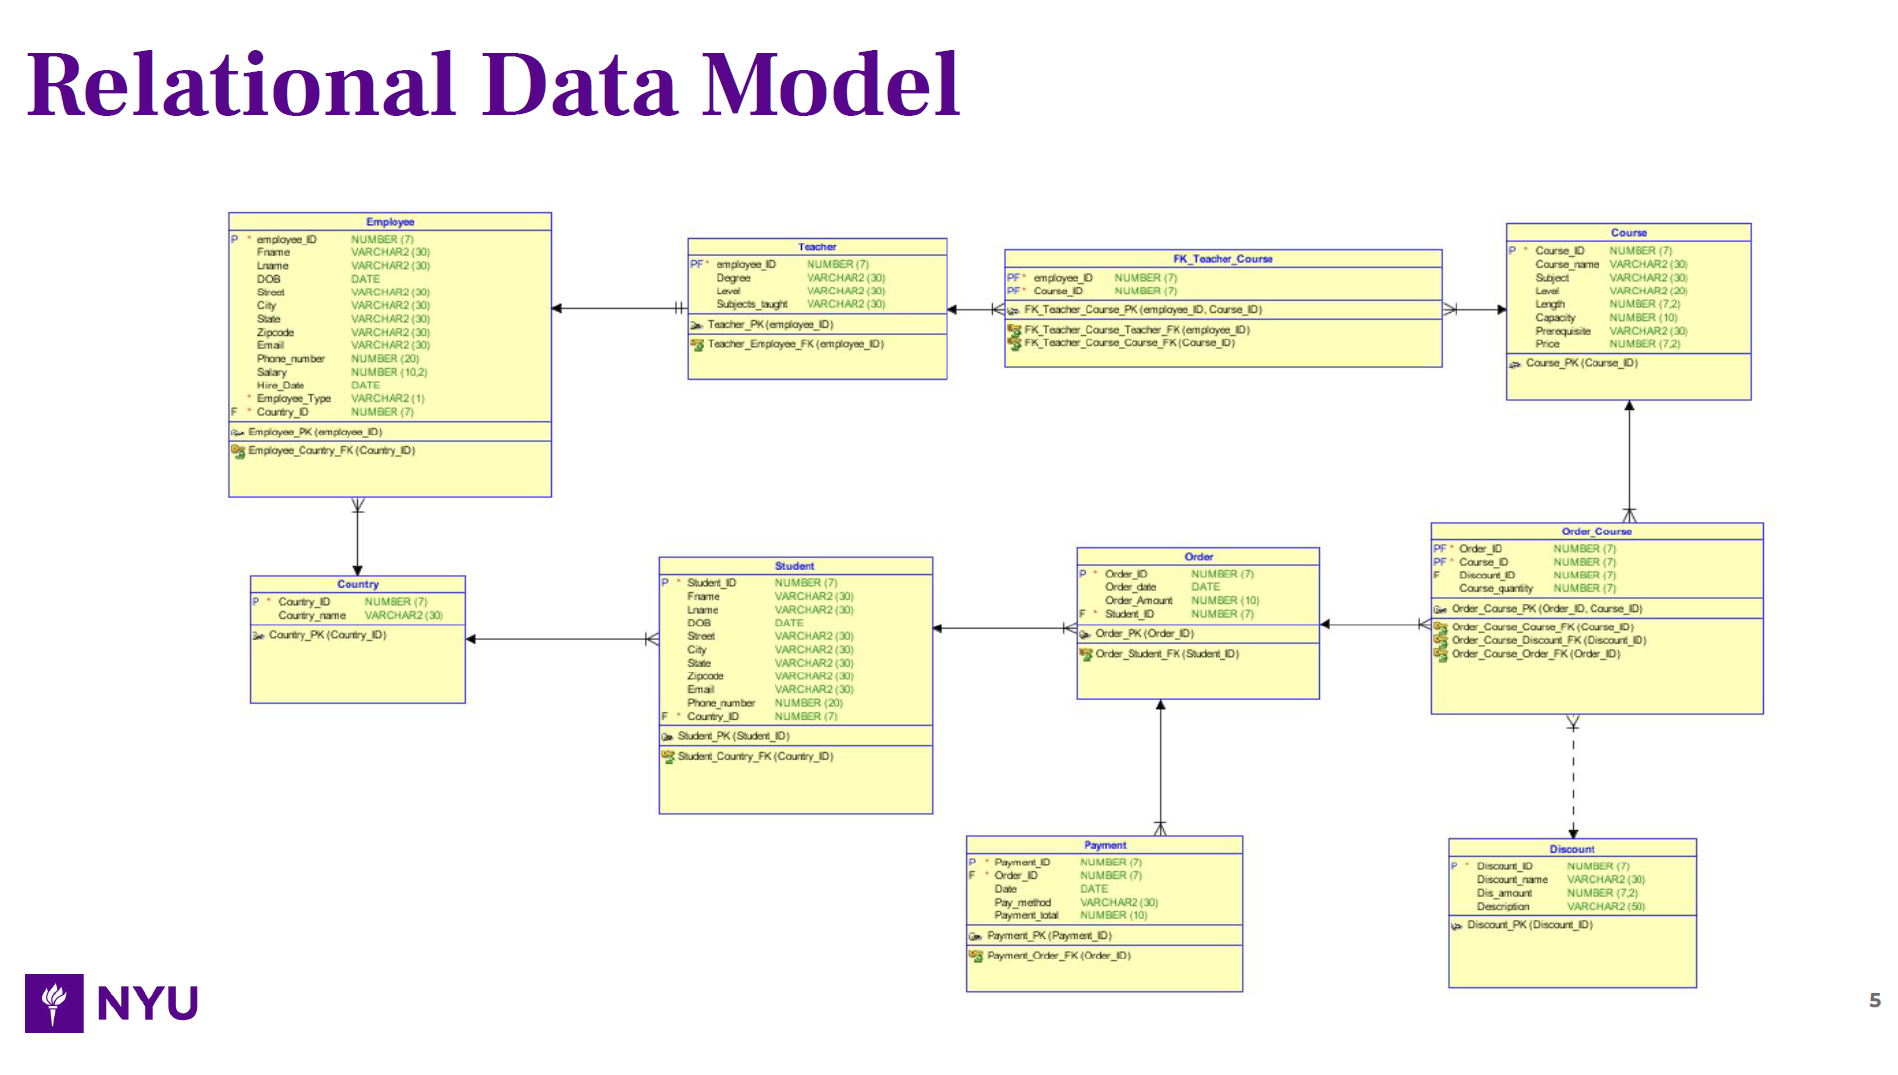 Relational Data Model
Employee
P * employee_ID NUMBER (7)
Fname VARCHAR2 (30)
Lname VARCHAR2 (30)
DOB DATE
Street VARCHAR2 (30)
City VARCHAR2 (30)
State VARCHAR2 (30)
Zipcode VARCHAR2 (30)
Email VARCHAR2 (30)
Phone_number NUMBER (20)
Salary NUMBER (10,2)
Hire_Date DATE
* Employee_Type VARCHAR2 (1)
F * Country_ID NUMBER (7)
Employee_PK (employee_ID)
Employee_Country_FK (Country_ID)
Teacher
PF * employee_ID NUMBER (7)
Degree VARCHAR2 (30)
Level VARCHAR2 (30)
Subjects_taught VARCHAR2 (30)
Teacher_PK (employee_ID)
Teacher_Employee_FK (employee_ID)
FK_Teacher_Course
PF * employee_ID NUMBER (7)
PF * Course_ID NUMBER (7)
FK_Teacher_Course_PK (employee_ID, Course_ID)
FK_Teacher_Course_Teacher_FK (employee_ID)
FK_Teacher_Course_Course_FK (Course_ID)
Course
P * Course_ID NUMBER (7)
Course_name VARCHAR2 (30)
Subject VARCHAR2 (30)
Level VARCHAR2 (20)
Length NUMBER (7,2)
Capacity NUMBER (10)
Prerequisite VARCHAR2 (30)
Price NUMBER (7,2)
Course_PK (Course_ID)
Country
P * Country_ID NUMBER (7)
Country_name VARCHAR2 (30)
Country_PK (Country_ID)
Student
P * Student_ID NUMBER (7)
Fname VARCHAR2 (30)
Lname VARCHAR2 (30)
DOB DATE
Street VARCHAR2 (30)
City VARCHAR2 (30)
State VARCHAR2 (30)
Zipcode VARCHAR2 (30)
Email VARCHAR2 (30)
Phone_number NUMBER (20)
F * Country_ID NUMBER (7)
Student_PK (Student_ID)
Student_Country_FK (Country_ID)
Order
P * Order_ID NUMBER (7)
Order_date DATE
Order_Amount NUMBER (10)
F * Student_ID NUMBER (7)
Order_PK (Order_ID)
Order_Student_FK (Student_ID)
Order_Course
PF * Order_ID NUMBER (7)
PF * Course_ID NUMBER (7)
F Discount_ID NUMBER (7)
Course_quantity NUMBER (7)
Order_Course_PK (Order_ID, Course_ID)
Order_Course_Course_FK (Course_ID)
Order_Course_Discount_FK (Discount_ID)
Order_Course_Order_FK (Order_ID)
Payment
P * Payment_ID NUMBER (7)
F * Order_ID NUMBER (7)
Date DATE
Pay_method VARCHAR2 (30)
Payment_total NUMBER (10)
Payment_PK (Payment_ID)
Payment_Order_FK (Order_ID)
Discount
P * Discount_ID NUMBER (7)
Discount_name VARCHAR2 (30)
Dis_amount NUMBER (7,2)
Description VARCHAR2 (50)
Discount_PK (Discount_ID)
NYU
5